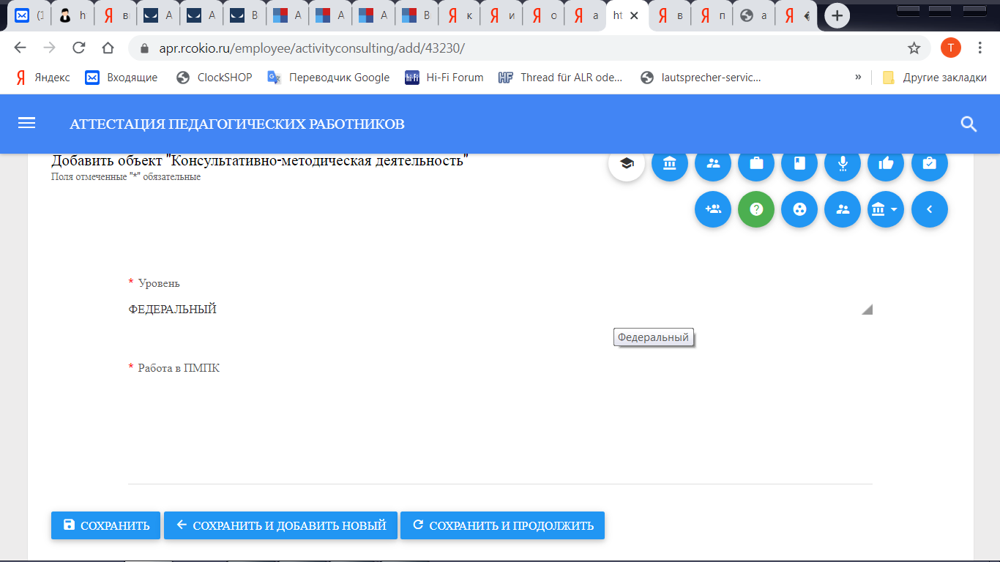 (1 h в А А В А А А В к и о а ht в п а
apr.rcokio.ru/employee/activityconsulting/add/43230/ Т
Яндекс Входящие ClockSHOP Переводчик Google Hi-Fi Forum Thread für ALR ode... lautsprecher-servic... » Другие закладки
АТТЕСТАЦИЯ ПЕДАГОГИЧЕСКИХ РАБОТНИКОВ
Добавить объект "Консультативно-методическая деятельность"
Поля отмеченные "*" обязательные
* Уровень
ФЕДЕРАЛЬНЫЙ
Федеральный
* Работа в ПМПК
СОХРАНИТЬ СОХРАНИТЬ И ДОБАВИТЬ НОВЫЙ СОХРАНИТЬ И ПРОДОЛЖИТЬ